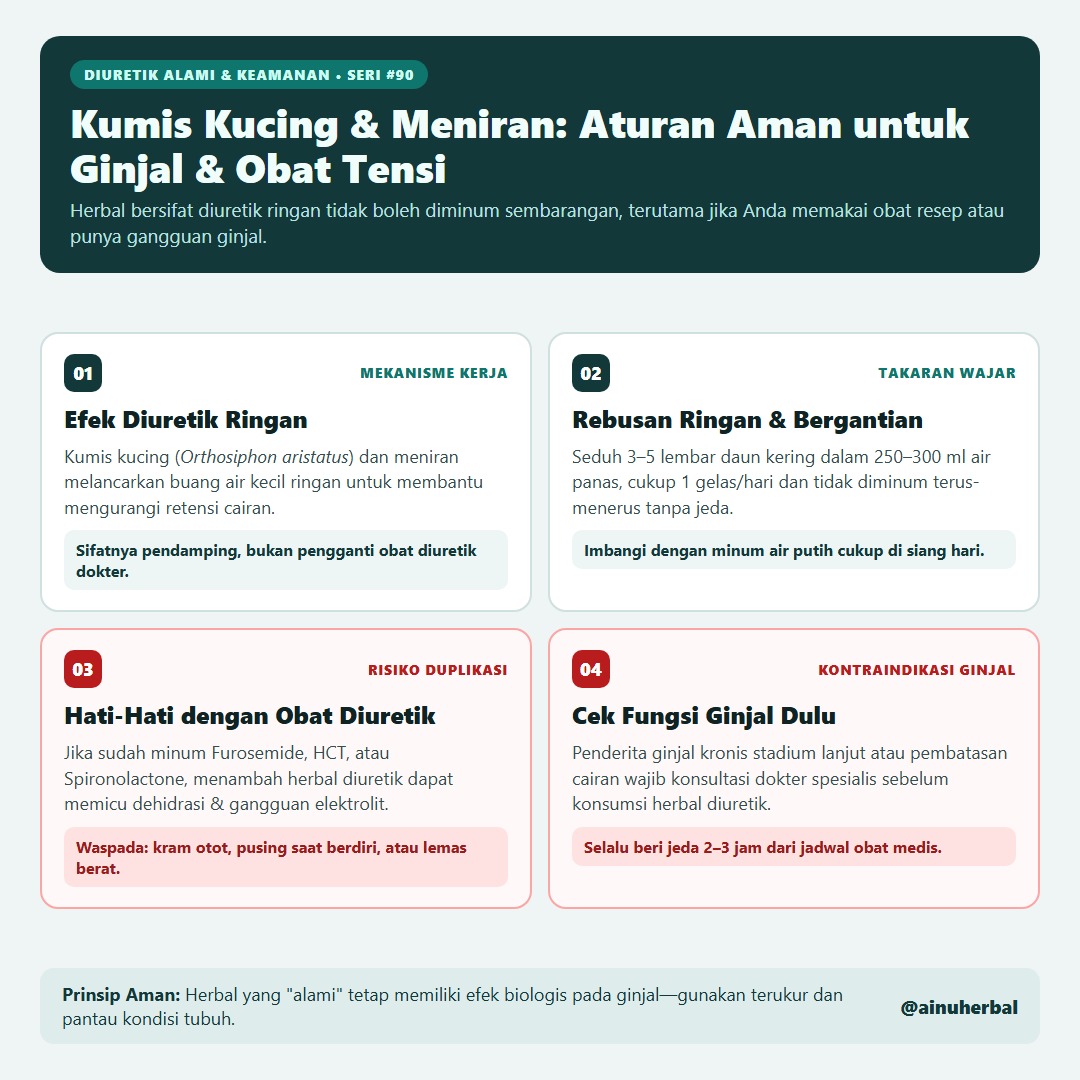 DIURETIK ALAMI & KEAMANAN • SERI #90
Kumis Kucing & Meniran: Aturan Aman untuk
Ginjal & Obat Tensi
Herbal bersifat diuretik ringan tidak boleh diminum sembarangan, terutama jika Anda memakai obat resep atau
punya gangguan ginjal.
01
MEKANISME KERJA
Efek Diuretik Ringan
Kumis kucing (Orthosiphon aristatus) dan meniran
melancarkan buang air kecil ringan untuk membantu
mengurangi retensi cairan.
Sifatnya pendamping, bukan pengganti obat diuretik
dokter.
02
TAKARAN WAJAR
Rebusan Ringan & Bergantian
Seduh 3–5 lembar daun kering dalam 250–300 ml air
panas, cukup 1 gelas/hari dan tidak diminum terus-
menerus tanpa jeda.
Imbangi dengan minum air putih cukup di siang hari.
03
RISIKO DUPLIKASI
Hati-Hati dengan Obat Diuretik
Jika sudah minum Furosemide, HCT, atau
Spironolactone, menambah herbal diuretik dapat
memicu dehidrasi & gangguan elektrolit.
Waspada: kram otot, pusing saat berdiri, atau lemas
berat.
04
KONTRAINDIKASI GINJAL
Cek Fungsi Ginjal Dulu
Penderita ginjal kronis stadium lanjut atau pembatasan
cairan wajib konsultasi dokter spesialis sebelum
konsumsi herbal diuretik.
Selalu beri jeda 2–3 jam dari jadwal obat medis.
Prinsip Aman: Herbal yang "alami" tetap memiliki efek biologis pada ginjal—gunakan terukur dan
pantau kondisi tubuh.
@ainuherbal